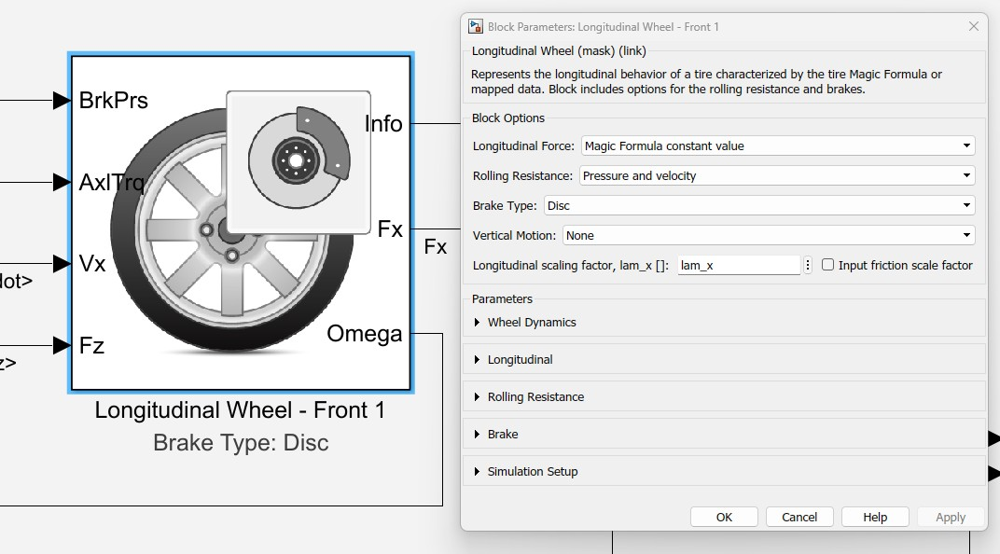 BrkPrs
AxlTrq
Vx
dot>
Fz
z>
Info
Fx
Fx
Omega
Longitudinal Wheel - Front 1
Brake Type: Disc
Block Parameters: Longitudinal Wheel - Front 1
Longitudinal Wheel (mask) (link)
Represents the longitudinal behavior of a tire characterized by the tire Magic Formula or
mapped data. Block includes options for the rolling resistance and brakes.
Block Options
Longitudinal Force: Magic Formula constant value
Rolling Resistance: Pressure and velocity
Brake Type: Disc
Vertical Motion: None
Longitudinal scaling factor, lam_x []: lam_x Input friction scale factor
Parameters
Wheel Dynamics
Longitudinal
Rolling Resistance
Brake
Simulation Setup
OK Cancel Help Apply